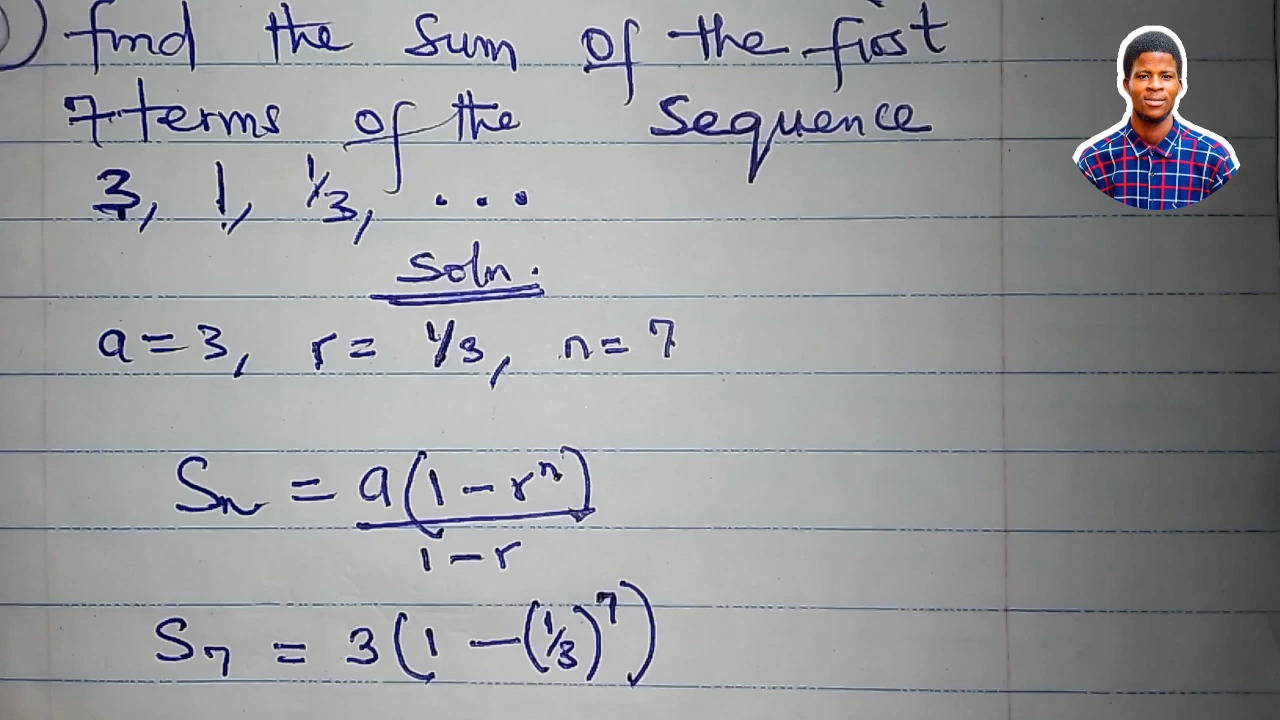 ) find the sum of the first
7 terms of the sequence
3, 1, 1/3, ...
Soln.
a = 3, r = 1/3, n = 7
Sn = a(1 - r^n)
1 - r
S7 = 3(1 - (1/3)^7)